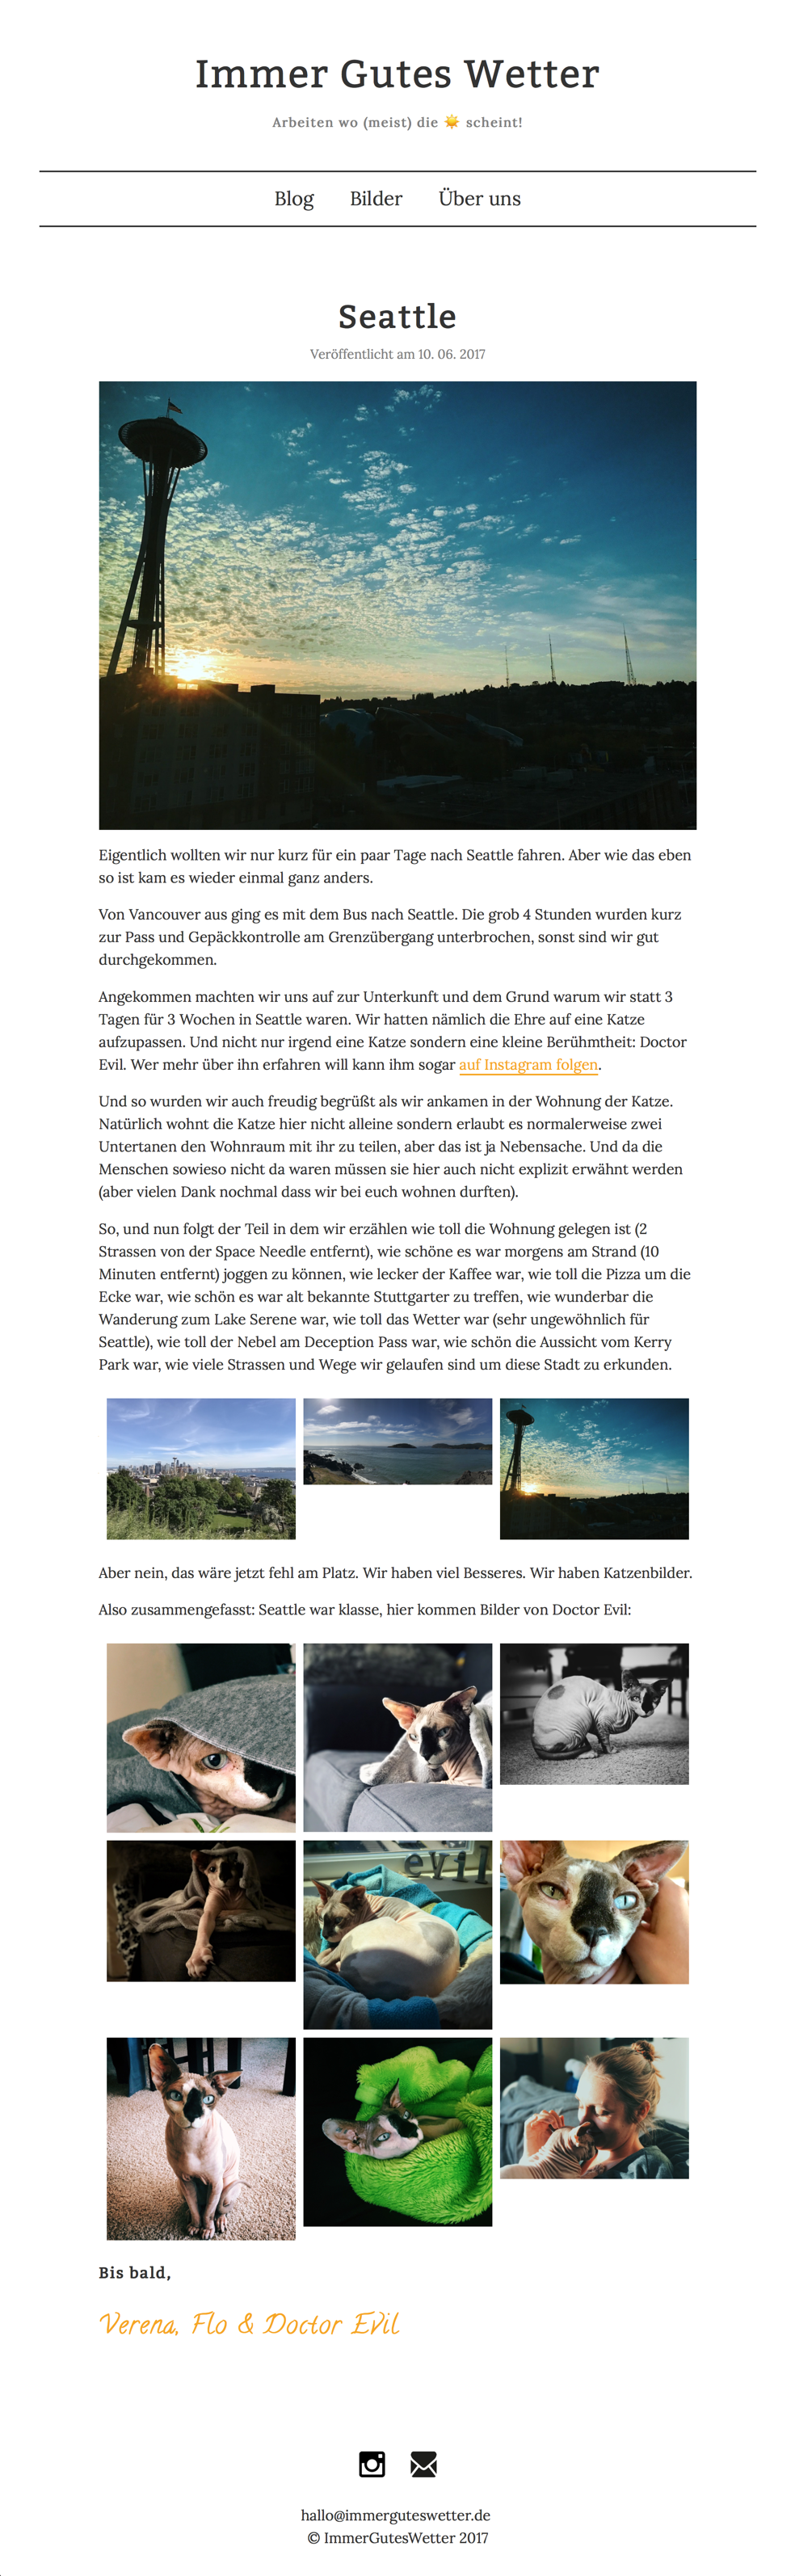 Immer Gutes Wetter
Arbeiten wo (meist) die ☀️ scheint!
Blog Bilder Über uns
Seattle
Veröffentlicht am 10. 06. 2017
Eigentlich wollten wir nur kurz für ein paar Tage nach Seattle fahren. Aber wie das eben
so ist kam es wieder einmal ganz anders.
Von Vancouver aus ging es mit dem Bus nach Seattle. Die grob 4 Stunden wurden kurz
zur Pass und Gepäckkontrolle am Grenzübergang unterbrochen, sonst sind wir gut
durchgekommen.
Angekommen machten wir uns auf zur Unterkunft und dem Grund warum wir statt 3
Tagen für 3 Wochen in Seattle waren. Wir hatten nämlich die Ehre auf eine Katze
aufzupassen. Und nicht nur irgend eine Katze sondern eine kleine Berühmtheit: Doctor
Evil. Wer mehr über ihn erfahren will kann ihm sogar auf Instagram folgen.
Und so wurden wir auch freudig begrüßt als wir ankamen in der Wohnung der Katze.
Natürlich wohnt die Katze hier nicht alleine sondern erlaubt es normalerweise zwei
Untertanen den Wohnraum mit ihr zu teilen, aber das ist ja Nebensache. Und da die
Menschen sowieso nicht da waren müssen sie hier auch nicht explizit erwähnt werden
(aber vielen Dank nochmal dass wir bei euch wohnen durften).
So, und nun folgt der Teil in dem wir erzählen wie toll die Wohnung gelegen ist (2
Strassen von der Space Needle entfernt), wie schöne es war morgens am Strand (10
Minuten entfernt) joggen zu können, wie lecker der Kaffee war, wie toll die Pizza um die
Ecke war, wie schön es war alt bekannte Stuttgarter zu treffen, wie wunderbar die
Wanderung zum Lake Serene war, wie toll das Wetter war (sehr ungewöhnlich für
Seattle), wie toll der Nebel am Deception Pass war, wie schön die Aussicht vom Kerry
Park war, wie viele Strassen und Wege wir gelaufen sind um diese Stadt zu erkunden.
Aber nein, das wäre jetzt fehl am Platz. Wir haben viel Besseres. Wir haben Katzenbilder.
Also zusammengefasst: Seattle war klasse, hier kommen Bilder von Doctor Evil:
evil
Bis bald,
Verena, Flo & Doctor Evil
hallo@immerguteswetter.de
© ImmerGutesWetter 2017